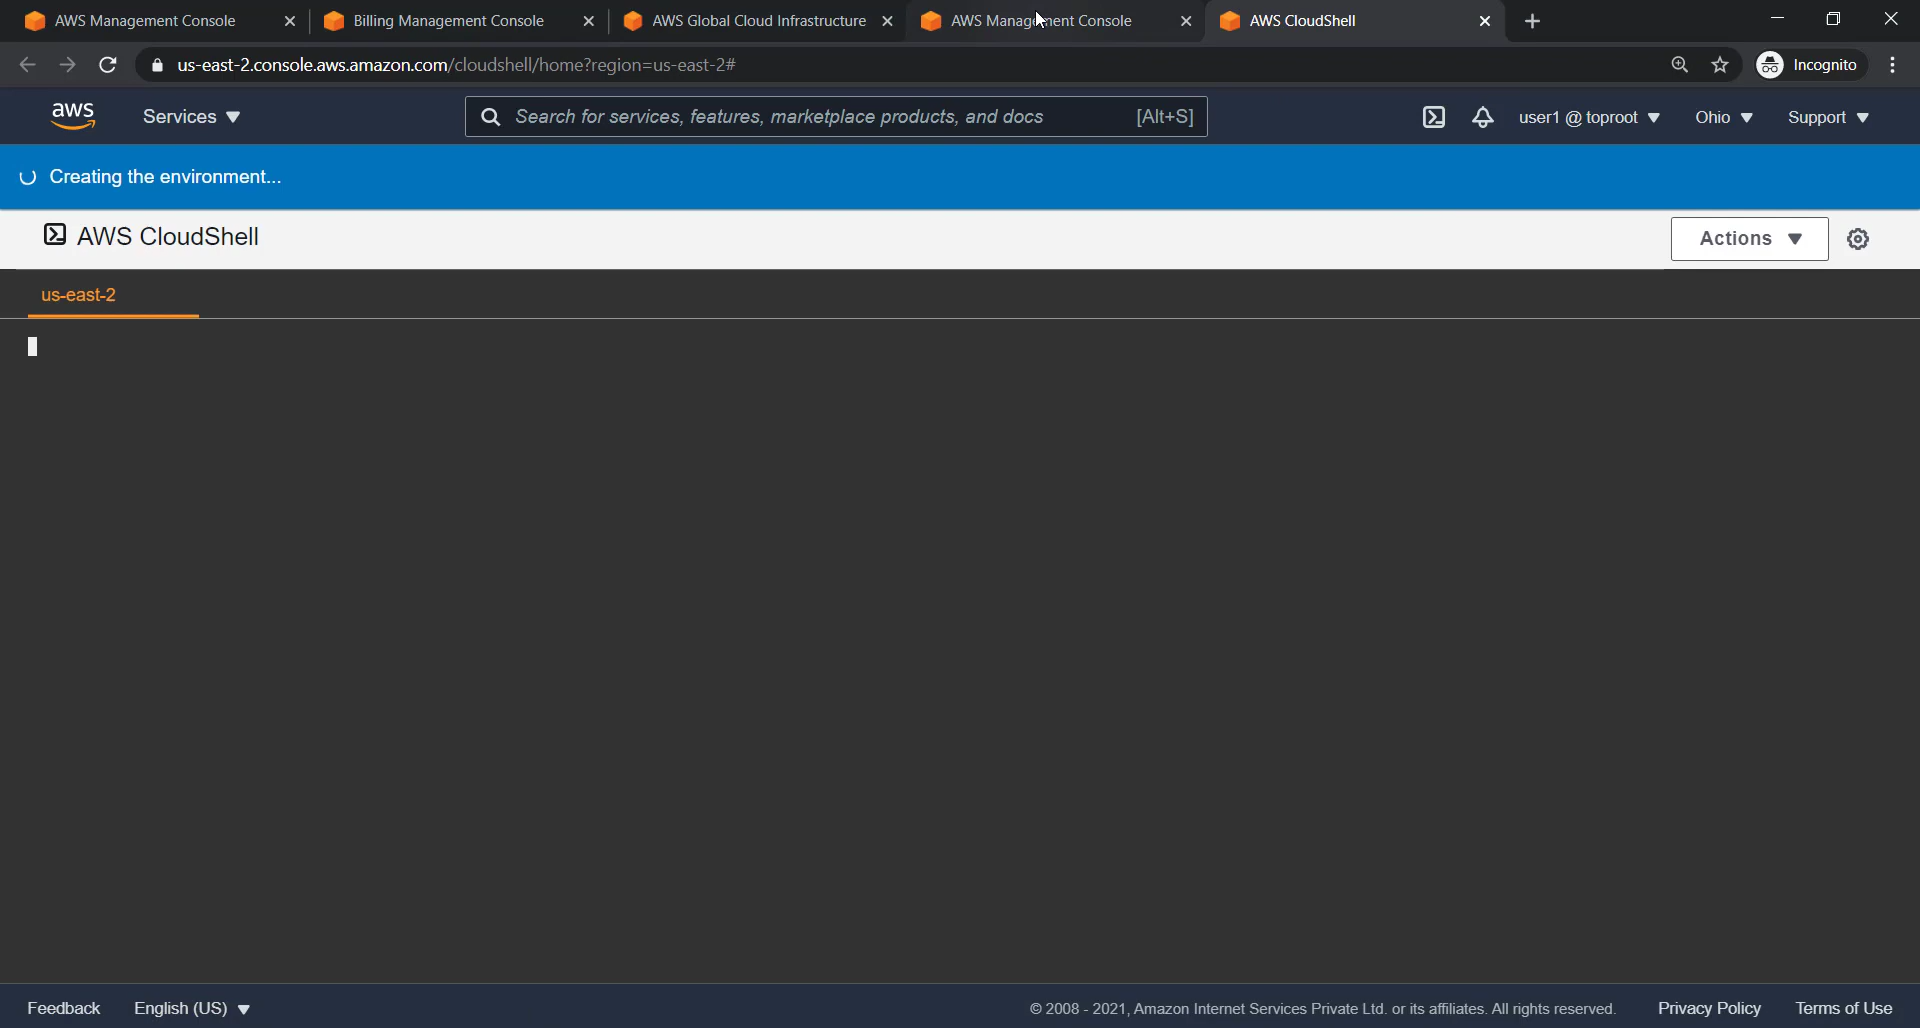 AWS Management Console
Billing Management Console
AWS Global Cloud Infrastructure
AWS Management Console
AWS CloudShell
us-east-2.console.aws.amazon.com/cloudshell/home?region=us-east-2#
Incognito
aws
Services
Search for services, features, marketplace products, and docs
[Alt+S]
user1 @ toproot
Ohio
Support
Creating the environment...
AWS CloudShell
Actions
us-east-2
Feedback
English (US)
© 2008 - 2021, Amazon Internet Services Private Ltd. or its affiliates. All rights reserved.
Privacy Policy
Terms of Use